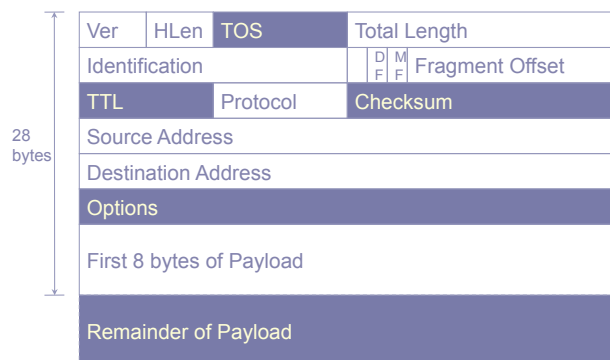 Ver HLen TOS Total Length
Identification D F M F Fragment Offset
TTL Protocol Checksum
28 bytes
Source Address
Destination Address
Options
First 8 bytes of Payload
Remainder of Payload